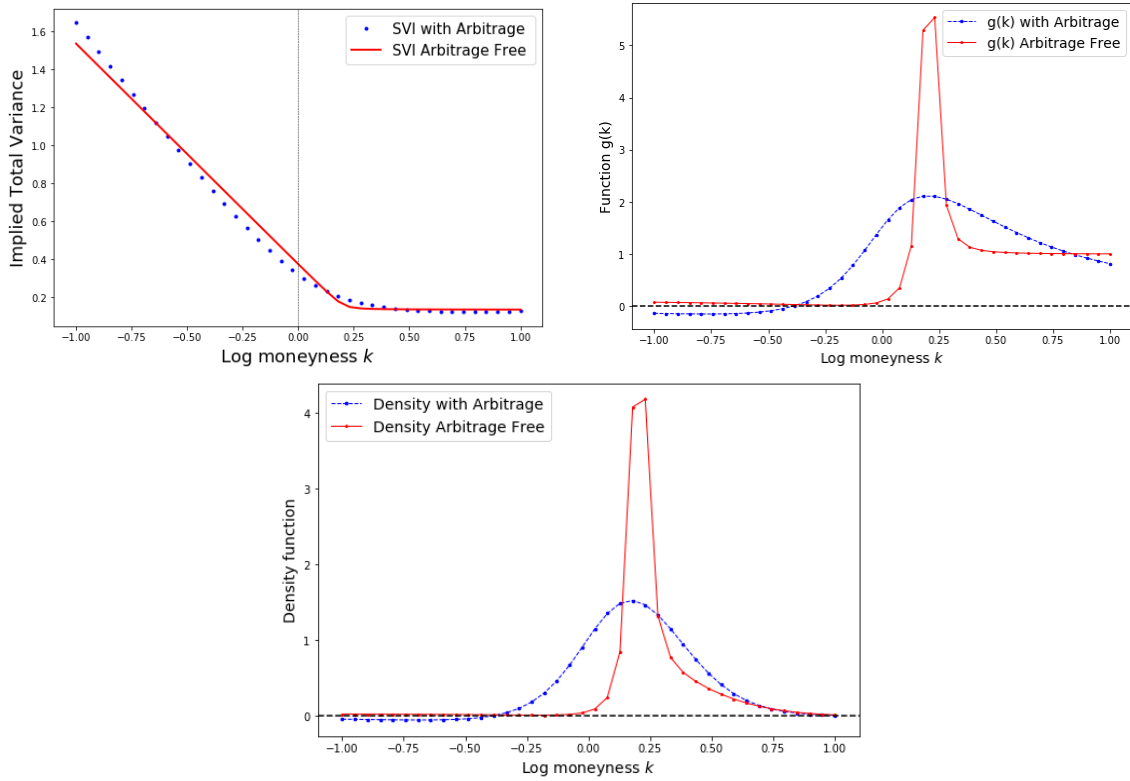 SVI with Arbitrage
SVI Arbitrage Free
1.6
1.4
1.2
1.0
0.8
0.6
0.4
0.2
Implied Total Variance
−1.00 −0.75 −0.50 −0.25 0.00 0.25 0.50 0.75 1.00
Log moneyness k
g(k) with Arbitrage
g(k) Arbitrage Free
5
4
3
2
1
0
Function g(k)
−1.00 −0.75 −0.50 −0.25 0.00 0.25 0.50 0.75 1.00
Log moneyness k
Density with Arbitrage
Density Arbitrage Free
4
3
2
1
0
Density function
−1.00 −0.75 −0.50 −0.25 0.00 0.25 0.50 0.75 1.00
Log moneyness k